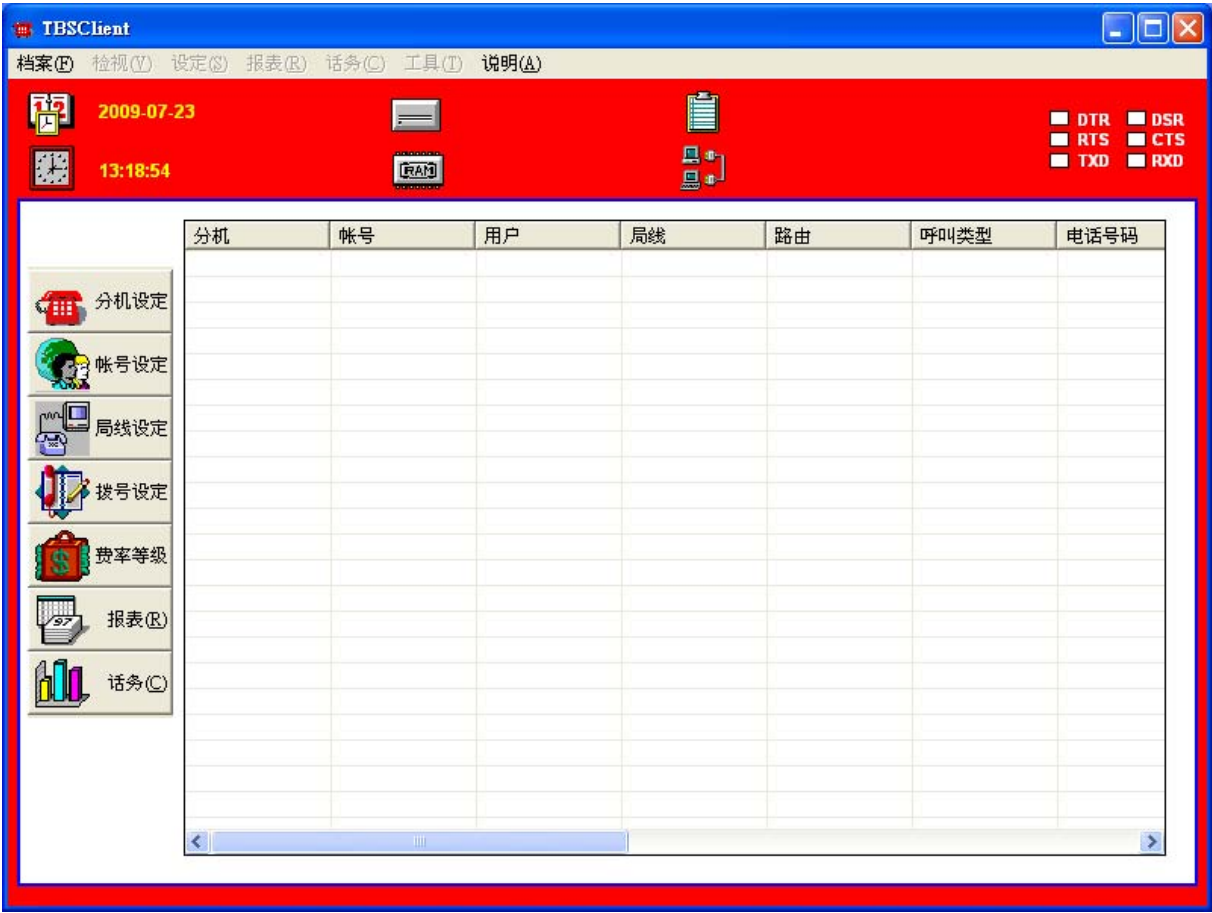 TBSClient
档案(F) 检视(V) 设定(S) 报表(R) 话务(C) 工具(T) 说明(A)
2009-07-23
DTR DSR
RTS CTS
13:18:54 RAM TXD RXD
分机 帐号 用户 局线 路由 呼叫类型 电话号码
分机设定
帐号设定
局线设定
拨号设定
费率等级
报表(R)
话务(C)